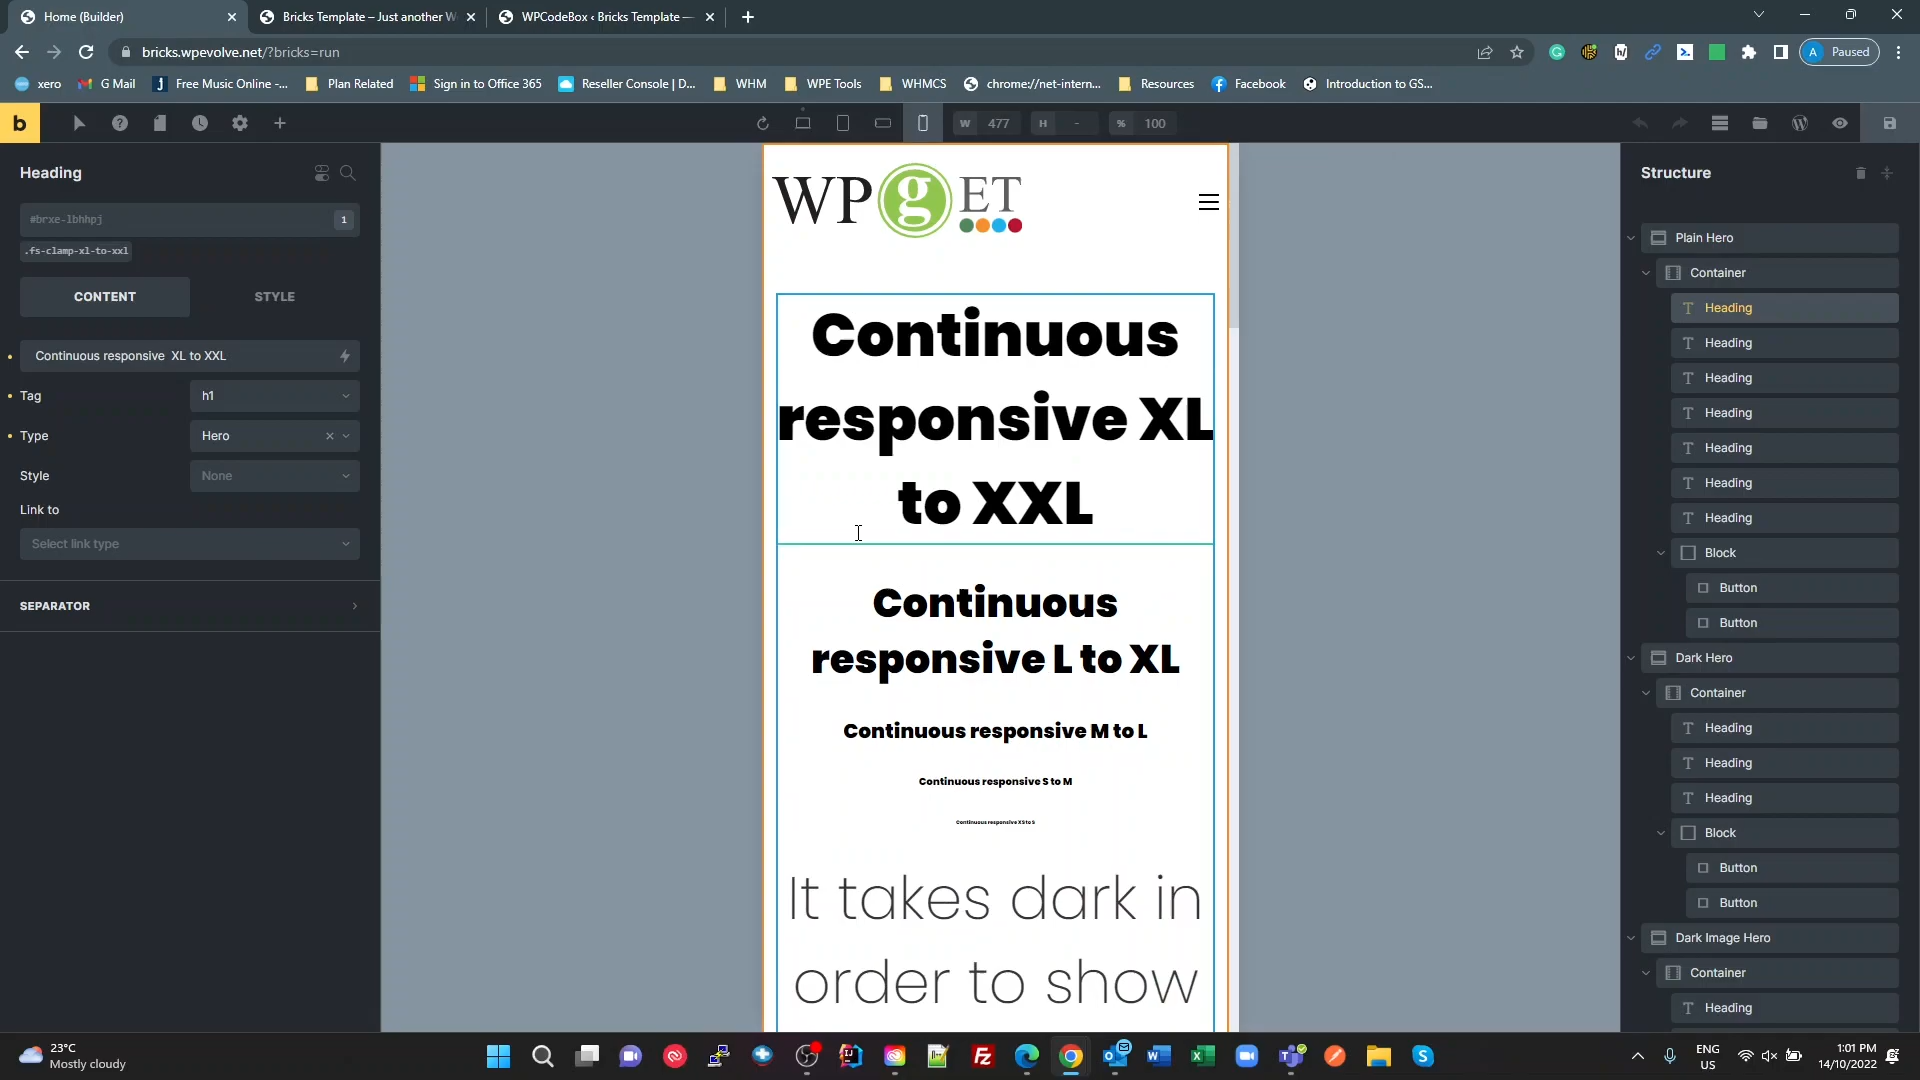 Home (Builder)
Bricks Template – Just another W
WPCodeBox ‹ Bricks Template —
bricks.wpevolve.net/?bricks=run
Paused
A
xero
G Mail
Free Music Online -...
Plan Related
Sign in to Office 365
Reseller Console | D...
WHM
WPE Tools
WHMCS
chrome://net-intern...
Resources
Facebook
Introduction to GS...
b
W 477
H -
% 100
Heading
#brxe-lbhhpj
1
.fs-clamp-xl-to-xxl
CONTENT
STYLE
Continuous responsive XL to XXL
Tag
h1
Type
Hero
Style
None
Link to
Select link type
SEPARATOR
WP g ET
Continuous
responsive XL
to XXL
Continuous
responsive L to XL
Continuous responsive M to L
Continuous responsive S to M
Continuous responsive XS to S
It takes dark in
order to show
Structure
Plain Hero
Container
Heading
Heading
Heading
Heading
Heading
Heading
Heading
Block
Button
Button
Dark Hero
Container
Heading
Heading
Heading
Block
Button
Button
Dark Image Hero
Container
Heading
23°C
Mostly cloudy
ENG
US
1:01 PM
14/10/2022